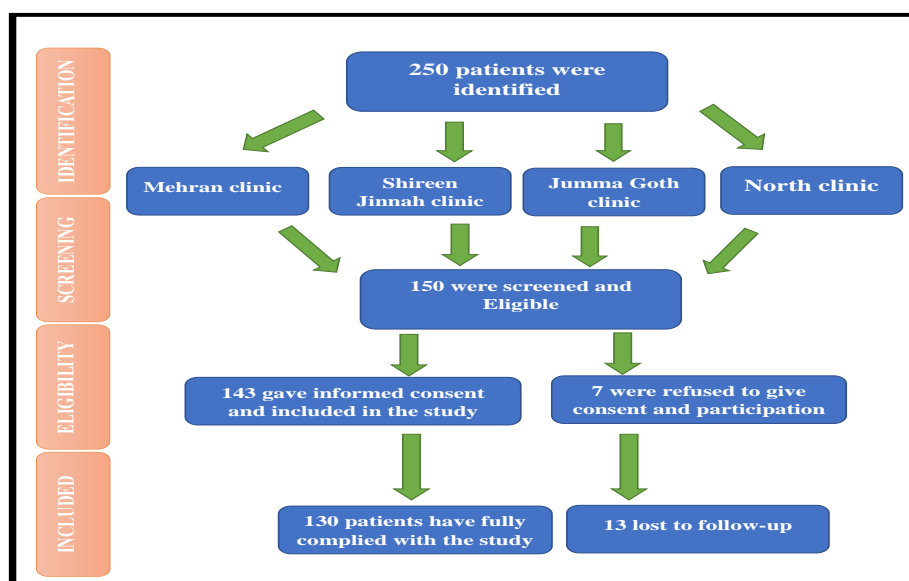 IDENTIFICATION
250 patients were
identified
Mehran clinic
Shireen
Jinnah clinic
Jumma Goth
clinic
North clinic
SCREENING
150 were screened and
Eligible
ELIGIBILITY
143 gave informed consent
and included in the study
7 were refused to give
consent and participation
INCLUDED
130 patients have fully
complied with the study
13 lost to follow-up